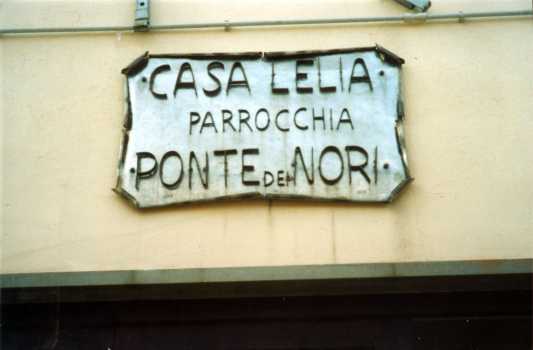 CASA LELIA
PARROCCHIA
PONTE DEI NORI